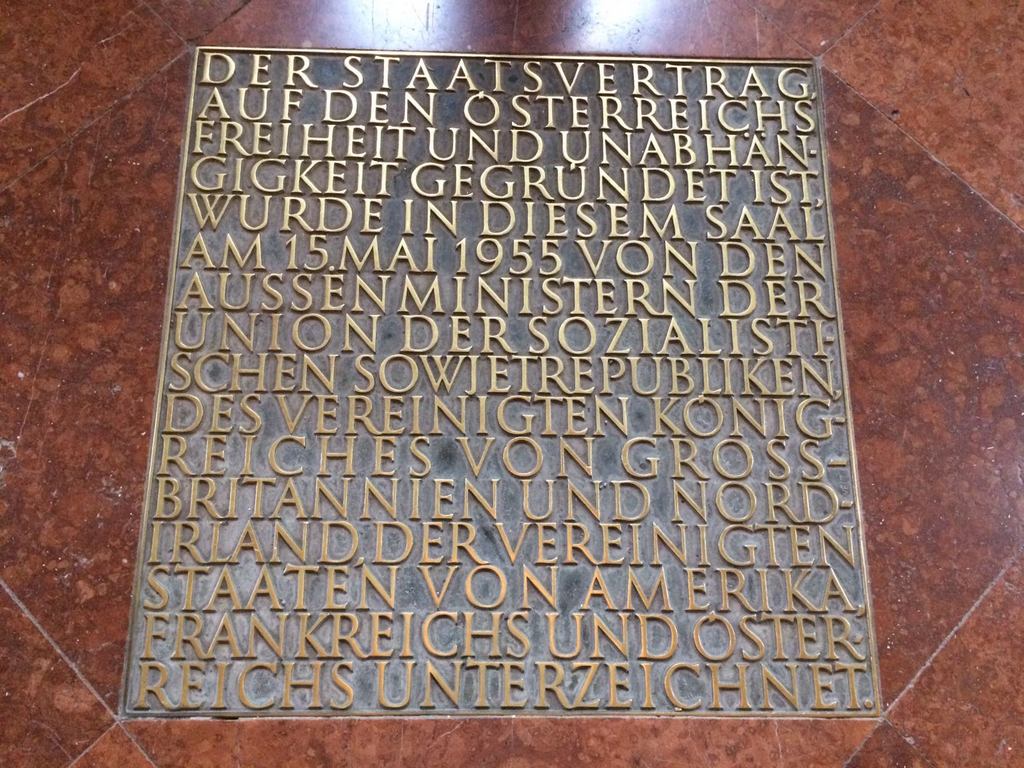 DER STAATSVERTRAG
AUF DEN ÖSTERREICHS
FREIHEIT UND UNABHÄN-
GIGKEIT GEGRÜNDET IST,
WURDE IN DIESEM SAAL
AM 15. MAI 1955 VON DEN
AUSSENMINISTERN DER
UNION DER SOZIALISTI-
SCHEN SOWJETREPUBLIKEN,
DES VEREINIGTEN KÖNIG-
REICHES VON GROSS-
BRITANNIEN UND NORD-
IRLAND, DER VEREINIGTEN
STAATEN VON AMERIKA,
FRANKREICHS UND ÖSTER-
REICHS UNTERZEICHNET.